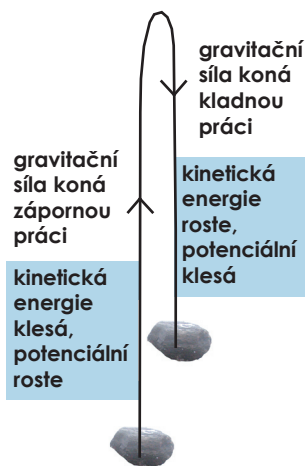 gravitační
síla koná
kladnou
práci
kinetická
energie
roste,
potenciální
klesá
gravitační
síla koná
zápornou
práci
kinetická
energie
klesá,
potenciální
roste